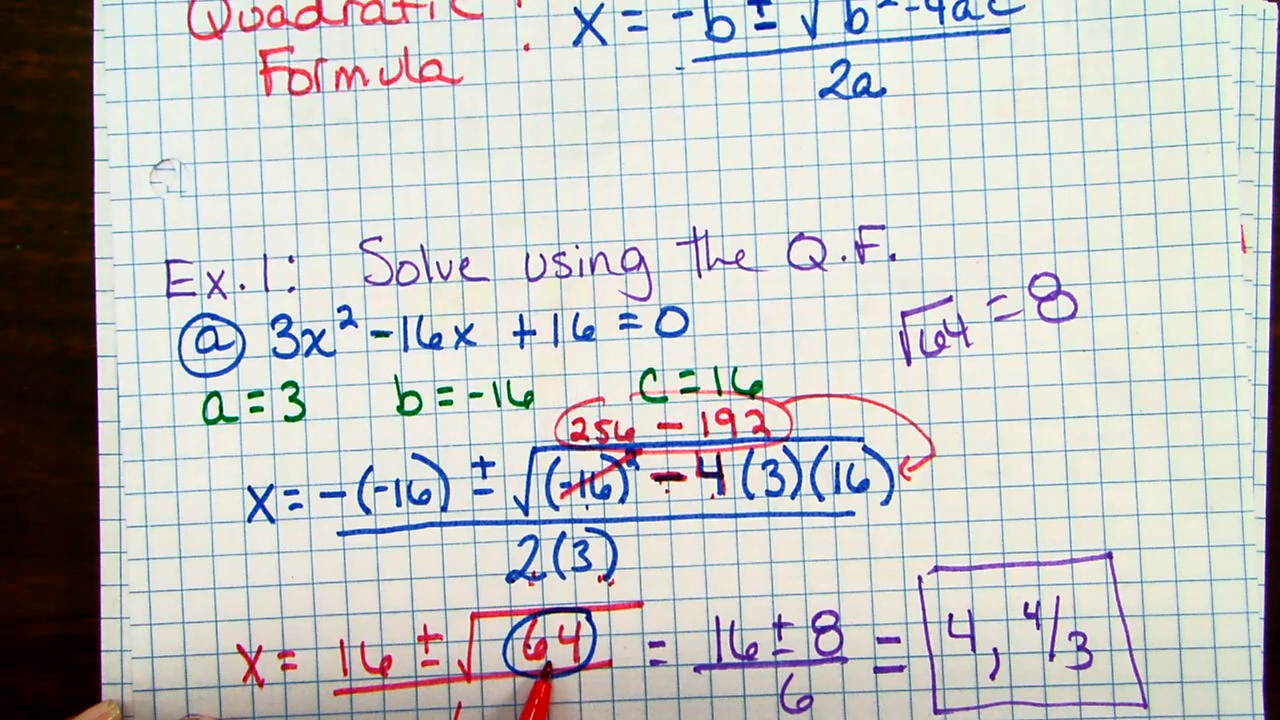 Quadratic : x = -b ± √b² - 4ac
Formula 2a
Ex. 1: Solve using the Q.F.
ⓐ 3x² - 16x + 16 = 0
√64 = 8
a = 3 b = -16 c = 16
256 - 192
x = -(-16) ± √(-16)² - 4(3)(16)
2(3)
x = 16 ± √64 = 16 ± 8 = 4, 4/3
6